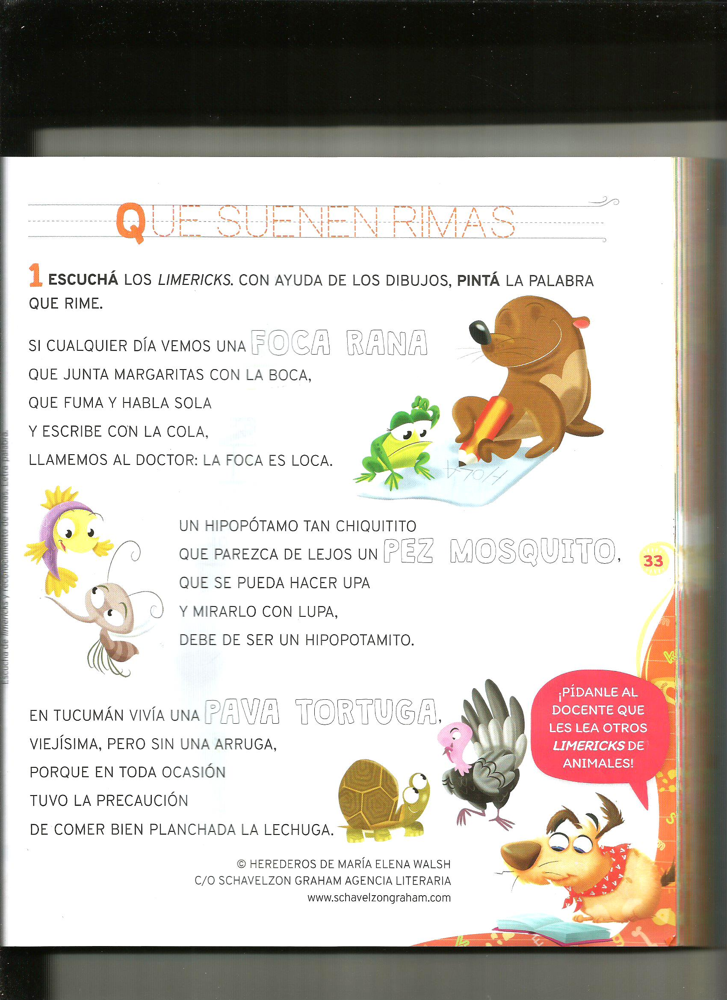 QUE SUENEN RIMAS
1 ESCUCHÁ LOS LIMERICKS. CON AYUDA DE LOS DIBUJOS, PINTÁ LA PALABRA
QUE RIME.
SI CUALQUIER DÍA VEMOS UNA FOCA RANA
QUE JUNTA MARGARITAS CON LA BOCA,
QUE FUMA Y HABLA SOLA
Y ESCRIBE CON LA COLA,
LLAMEMOS AL DOCTOR: LA FOCA ES LOCA.
HOLA
UN HIPOPÓTAMO TAN CHIQUITITO
QUE PAREZCA DE LEJOS UN PEZ MOSQUITO,
QUE SE PUEDA HACER UPA
Y MIRARLO CON LUPA,
DEBE DE SER UN HIPOPOTAMITO.
33
EN TUCUMÁN VIVÍA UNA PAVA TORTUGA,
VIEJÍSIMA, PERO SIN UNA ARRUGA,
PORQUE EN TODA OCASIÓN
TUVO LA PRECAUCIÓN
DE COMER BIEN PLANCHADA LA LECHUGA.
¡PÍDANLE AL
DOCENTE QUE
LES LEA OTROS
LIMERICKS DE
ANIMALES!
© HEREDEROS DE MARÍA ELENA WALSH
C/O SCHAVELZON GRAHAM AGENCIA LITERARIA
www.schavelzongraham.com
Escucha de limericks y reconocimiento de rimas. Letra palabra.